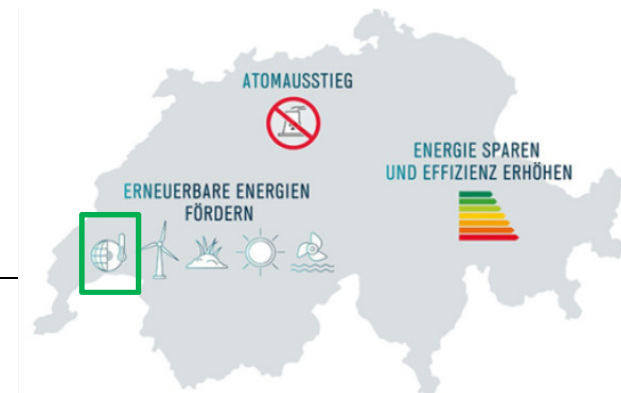 ATOMAUSSTIEG
ENERGIE SPAREN
UND EFFIZIENZ ERHÖHEN
ERNEUERBARE ENERGIEN
FÖRDERN